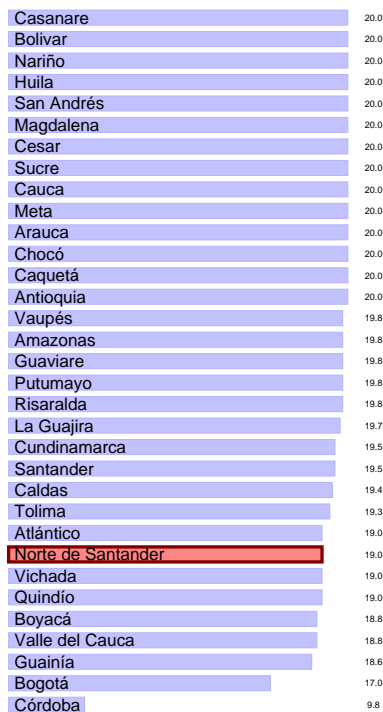 Casanare 20.0
Bolivar 20.0
Nariño 20.0
Huila 20.0
San Andrés 20.0
Magdalena 20.0
Cesar 20.0
Sucre 20.0
Cauca 20.0
Meta 20.0
Arauca 20.0
Chocó 20.0
Caquetá 20.0
Antioquia 20.0
Vaupés 19.8
Amazonas 19.8
Guaviare 19.8
Putumayo 19.8
Risaralda 19.8
La Guajira 19.7
Cundinamarca 19.5
Santander 19.5
Caldas 19.4
Tolima 19.3
Atlántico 19.0
Norte de Santander 19.0
Vichada 19.0
Quindío 19.0
Boyacá 18.8
Valle del Cauca 18.8
Guainía 18.6
Bogotá 17.0
Córdoba 9.8